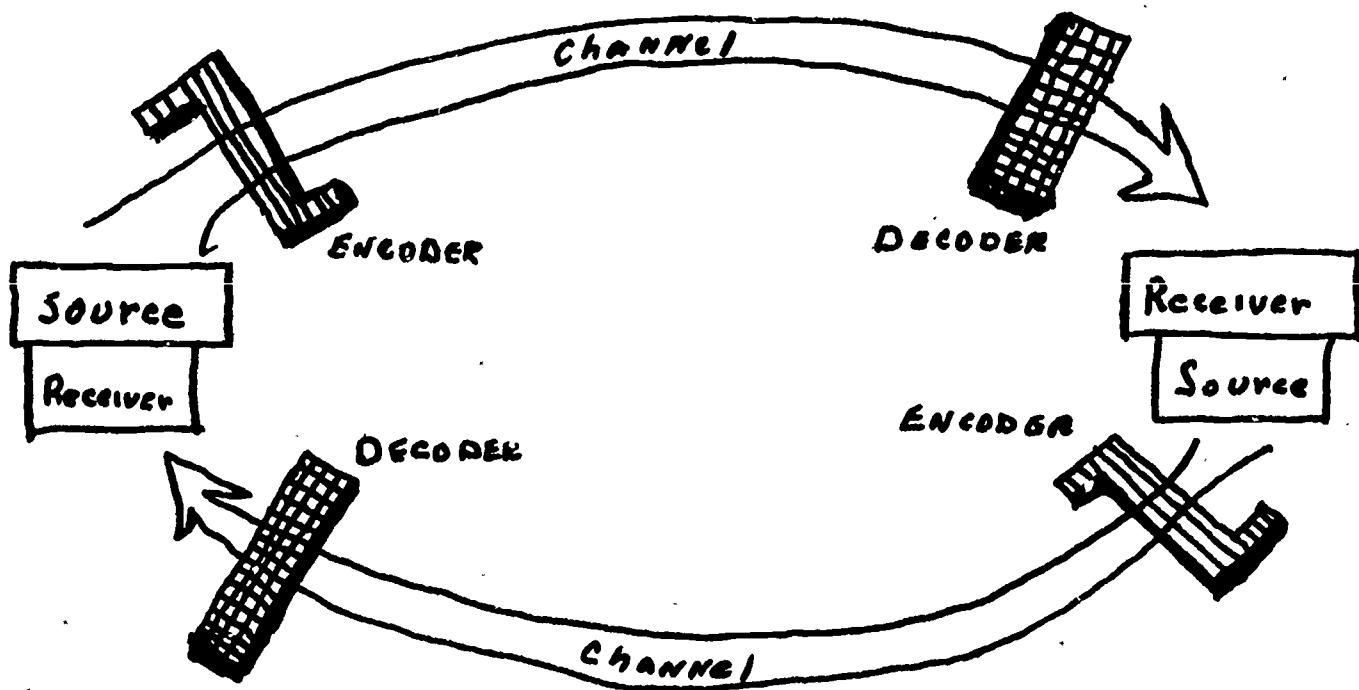 Channel
ENCODER
DECODER
Source
Receiver
Receiver
Source
DECODER
ENCODER
Channel